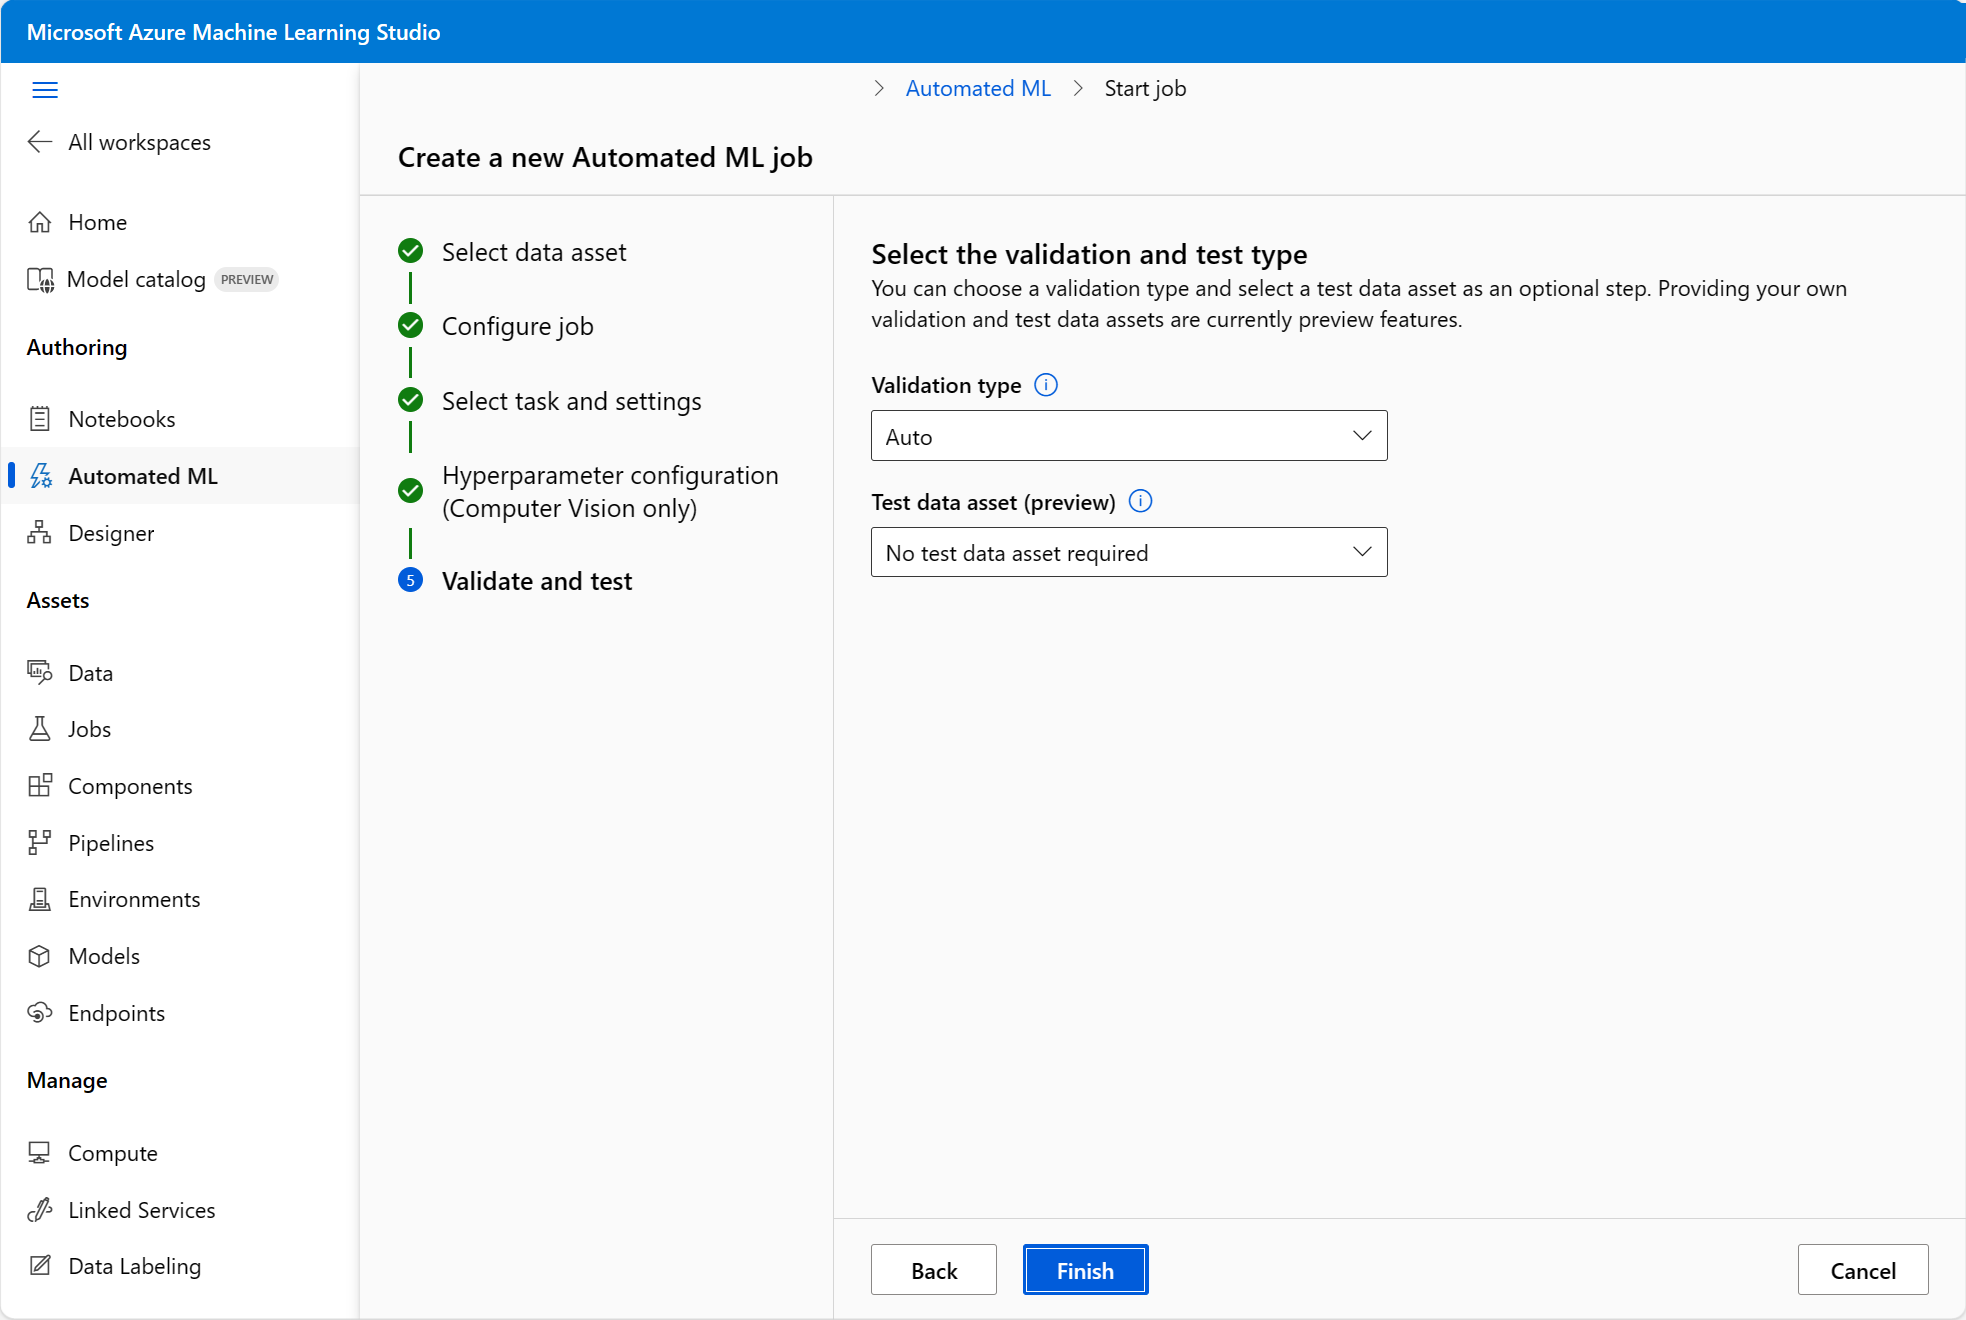 Microsoft Azure Machine Learning Studio
All workspaces
Home
Model catalog PREVIEW
Authoring
Notebooks
Automated ML
Designer
Assets
Data
Jobs
Components
Pipelines
Environments
Models
Endpoints
Manage
Compute
Linked Services
Data Labeling
Automated ML > Start job
Create a new Automated ML job
Select data asset
Configure job
Select task and settings
Hyperparameter configuration
(Computer Vision only)
5 Validate and test
Select the validation and test type
You can choose a validation type and select a test data asset as an optional step. Providing your own
validation and test data assets are currently preview features.
Validation type
Auto
Test data asset (preview)
No test data asset required
Back
Finish
Cancel